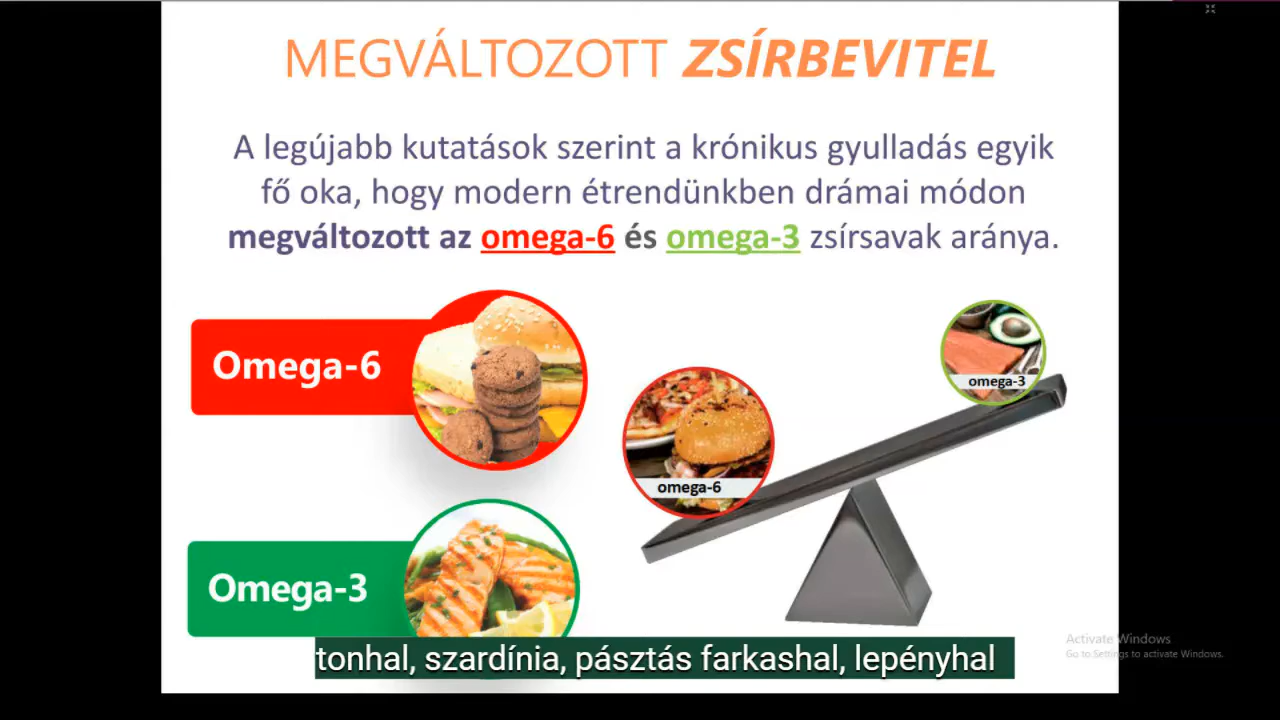 MEGVÁLTOZOTT ZSÍRBEVITEL
A legújabb kutatások szerint a krónikus gyulladás egyik
fő oka, hogy modern étrendünkben drámai módon
megváltozott az omega-6 és omega-3 zsírsavak aránya.
Omega-6
omega-3
omega-6
Omega-3
tonhal, szardínia, pásztás farkashal, lepényhal
Activate Windows
Go to Settings to activate Windows.